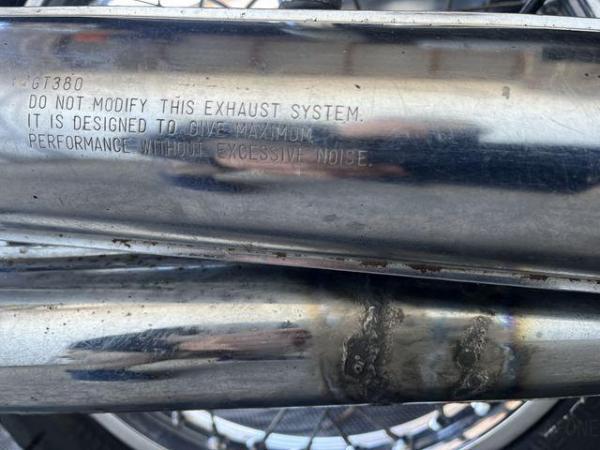 GT380
DO NOT MODIFY THIS EXHAUST SYSTEM.
IT IS DESIGNED TO GIVE MAXIMUM
PERFORMANCE WITHOUT EXCESSIVE NOISE.